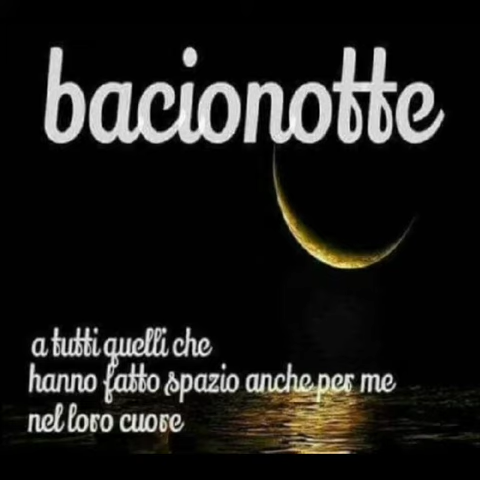 bacionotte
a tutti quelli che
hanno fatto spazio anche per me
nel loro cuore